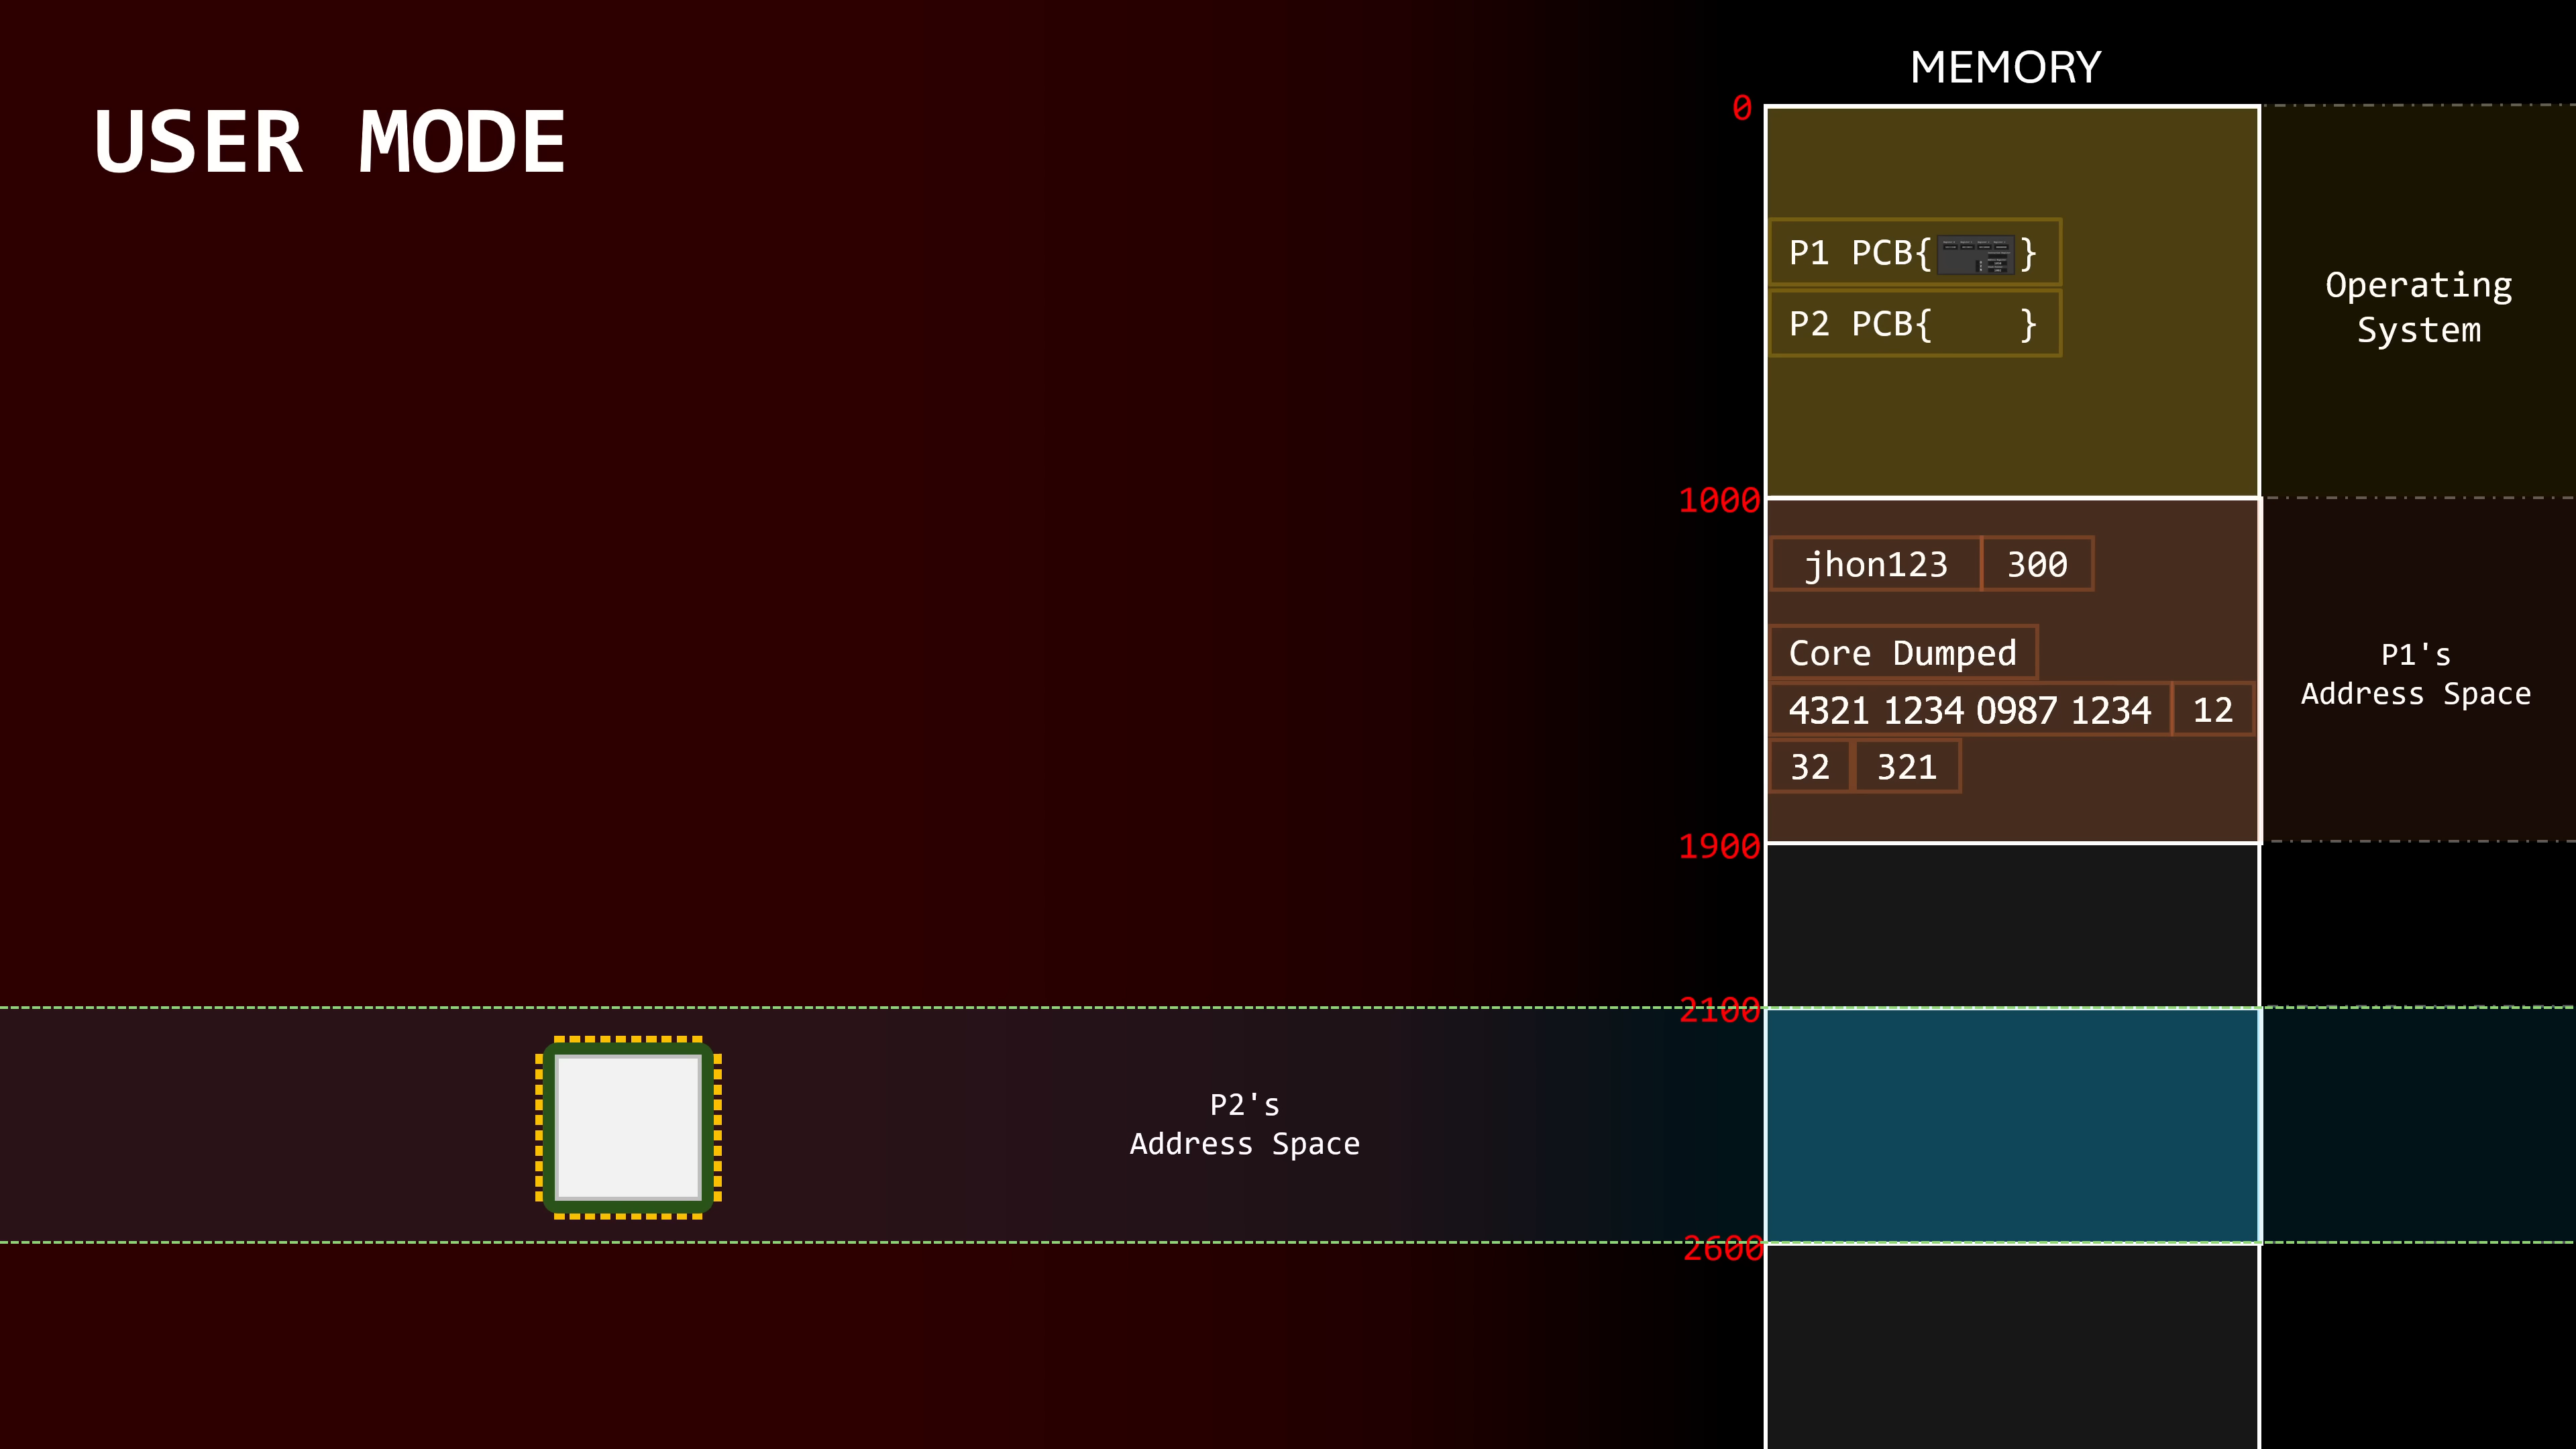 USER MODE
MEMORY
0
P1 PCB{ }
P2 PCB{ }
Operating
System
1000
jhon123 300
Core Dumped
4321 1234 0987 1234 12
32 321
P1's
Address Space
1900
2100
P2's
Address Space
2600